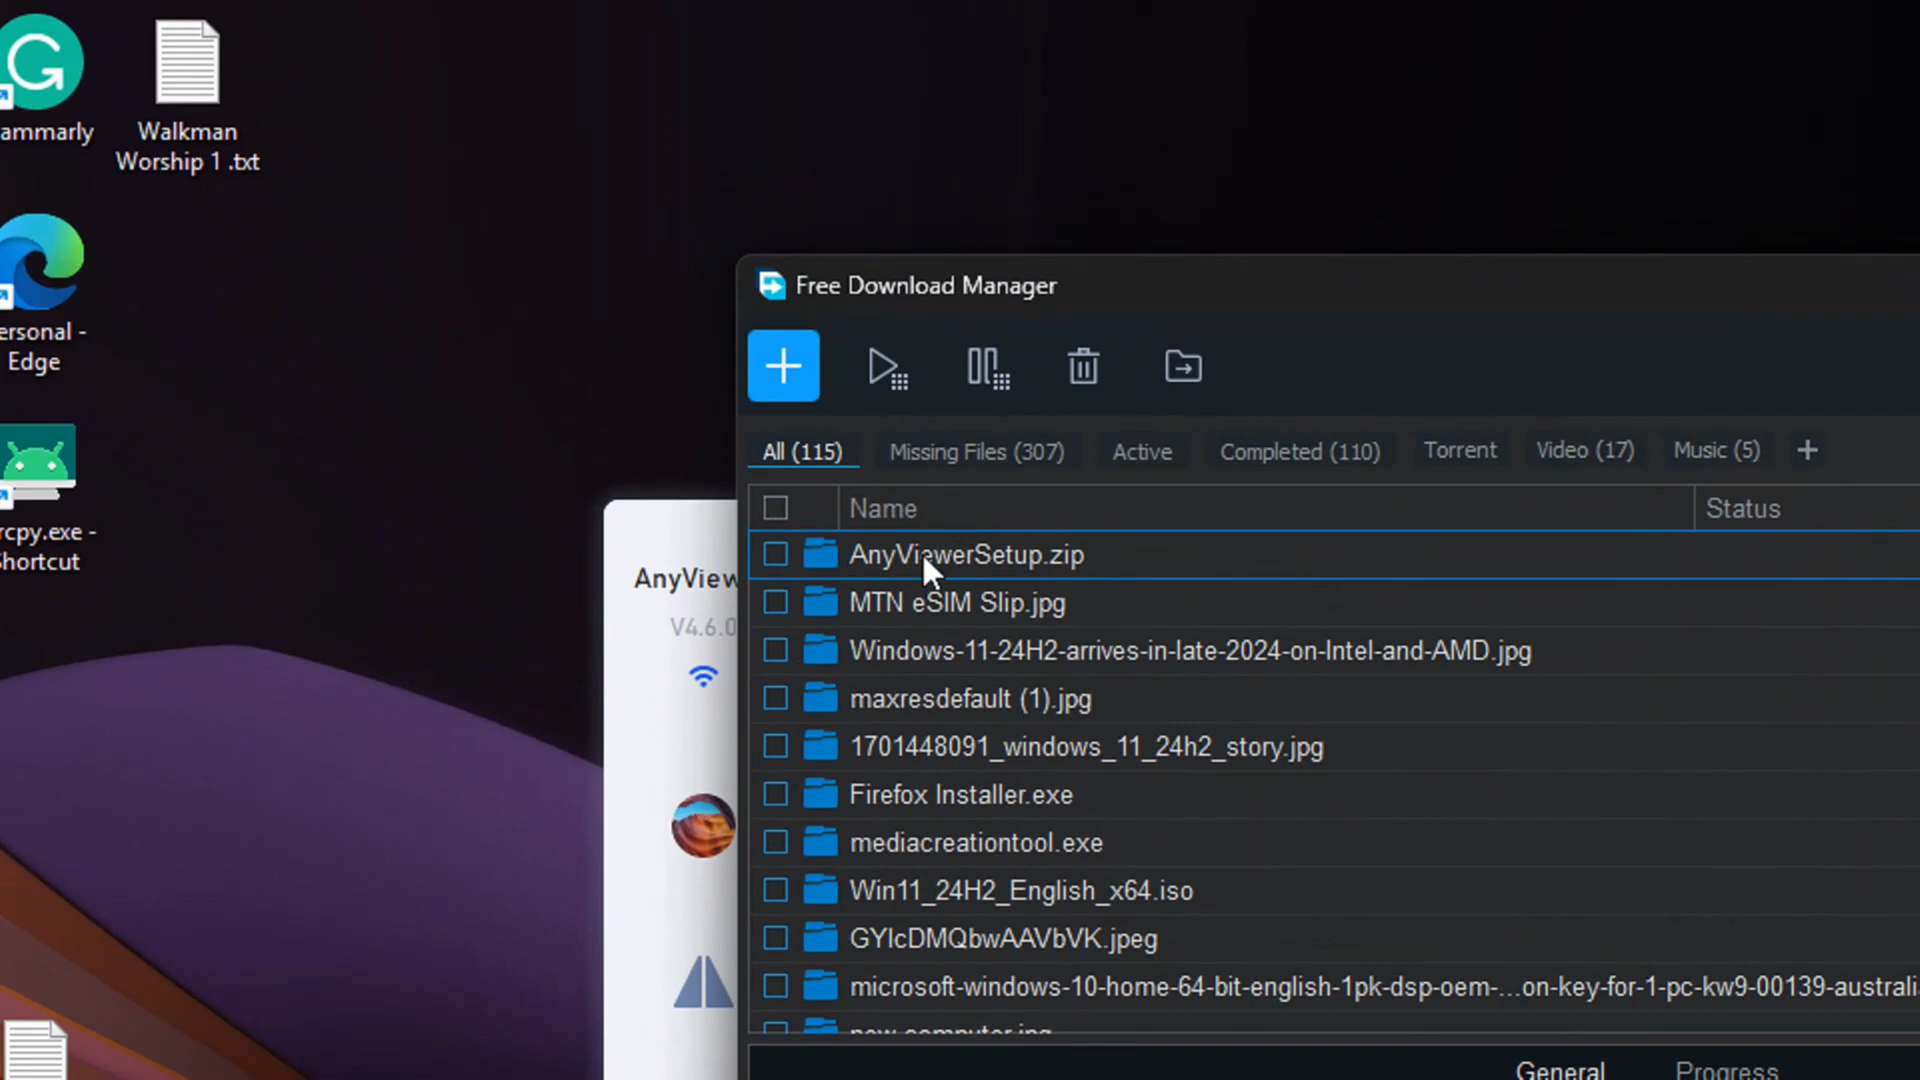 ammarly
Walkman
Worship 1 .txt
ersonal -
Edge
rcpy.exe -
Shortcut
AnyView
V4.6.0
Free Download Manager
All (115)
Missing Files (307)
Active
Completed (110)
Torrent
Video (17)
Music (5)
Name
Status
AnyViewerSetup.zip
MTN eSIM Slip.jpg
Windows-11-24H2-arrives-in-late-2024-on-Intel-and-AMD.jpg
maxresdefault (1).jpg
1701448091_windows_11_24h2_story.jpg
Firefox Installer.exe
mediacreationtool.exe
Win11_24H2_English_x64.iso
GYIcDMQbwAAVbVK.jpeg
microsoft-windows-10-home-64-bit-english-1pk-dsp-oem-...on-key-for-1-pc-kw9-00139-australi
new computer.jpg
General
Progress